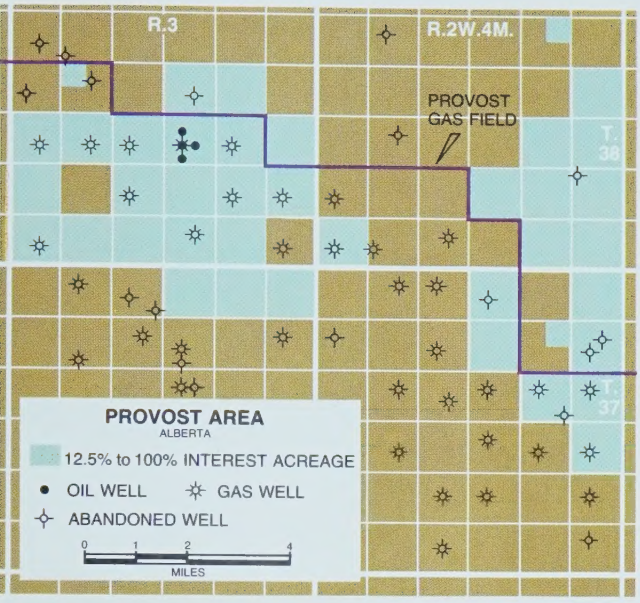 R.3
R.2W.4M.
PROVOST
GAS FIELD
T.
38
T.
37
PROVOST AREA
ALBERTA
12.5% to 100% INTEREST ACREAGE
OIL WELL
GAS WELL
ABANDONED WELL
0 2 4
MILES